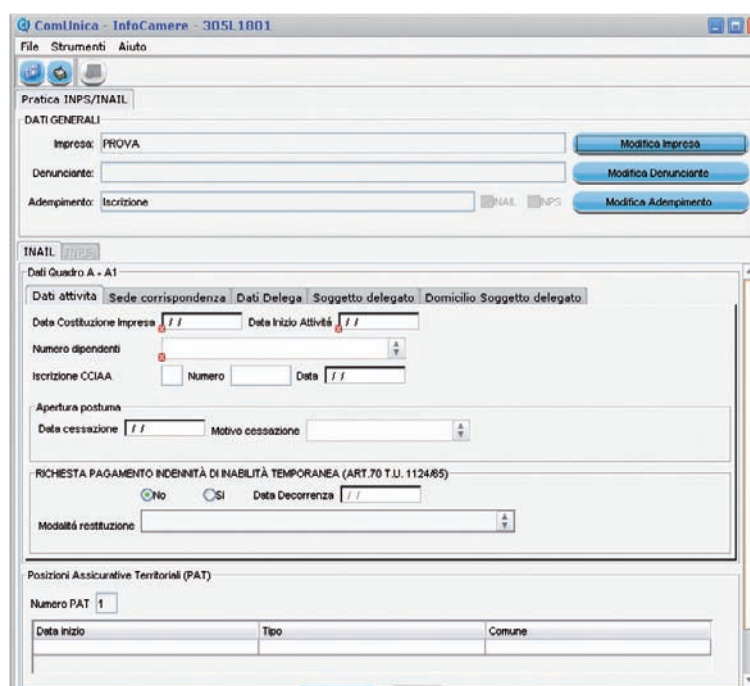 ComUnica - InfoCamere - 305L1801
File Strumenti Aiuto
Pratica INPS/INAIL
DATI GENERALI
Impresa: PROVA Modifica Impresa
Denunciante: Modifica Denunciante
Adempimento: Iscrizione INAIL INPS Modifica Adempimento
INAIL INPS
Dati Quadro A - A1
Dati attività Sede corrispondenza Dati Delega Soggetto delegato Domicilio Soggetto delegato
Data Costituzione Impresa / / Data Inizio Attività / /
Numero dipendenti
Iscrizione CCIAA Numero Data / /
Apertura postuma
Data cessazione / / Motivo cessazione
RICHIESTA PAGAMENTO INDENNITÀ DI INABILITÀ TEMPORANEA (ART.70 T.U. 1124/65)
No Si Data Decorrenza / /
Modalità restituzione
Posizioni Assicurative Territoriali (PAT)
Numero PAT 1
Data inizio Tipo Comune